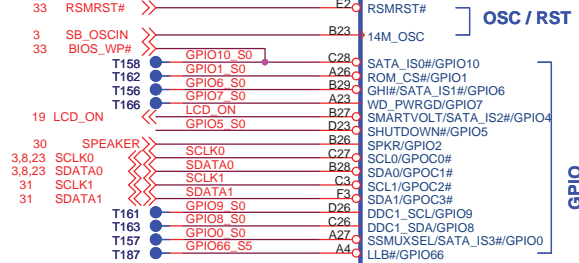 33 RSMRST# E2 RSMRST#
OSC / RST
3 SB_OSCIN B23 14M_OSC
33 BIOS_WP#
T158 GPIO10_S0 C28 SATA_IS0#/GPIO10
T162 GPIO1_S0 A26 ROM_CS#/GPIO1
T156 GPIO6_S0 B29 GHI#/SATA_IS1#/GPIO6
T166 GPIO7_S0 A23 WD_PWRGD/GPIO7
19 LCD_ON LCD_ON B27 SMARTVOLT/SATA_IS2#/GPIO4
GPIO5_S0 D23 SHUTDOWN#/GPIO5
30 SPEAKER B26 SPKR/GPIO2
3,8,23 SCLK0 SCLK0 C27 SCL0/GPOC0#
3,8,23 SDATA0 SDATA0 B28 SDA0/GPOC1#
31 SCLK1 SCLK1 C3 SCL1/GPOC2#
31 SDATA1 SDATA1 F3 SDA1/GPOC3#
T161 GPIO9_S0 D26 DDC1_SCL/GPIO9
T163 GPIO8_S0 C26 DDC1_SDA/GPIO8
T157 GPIO0_S0 A27 SSMUXSEL/SATA_IS3#/GPIO0
T187 GPIO66_S5 A4 LLB#/GPIO66
GPIO